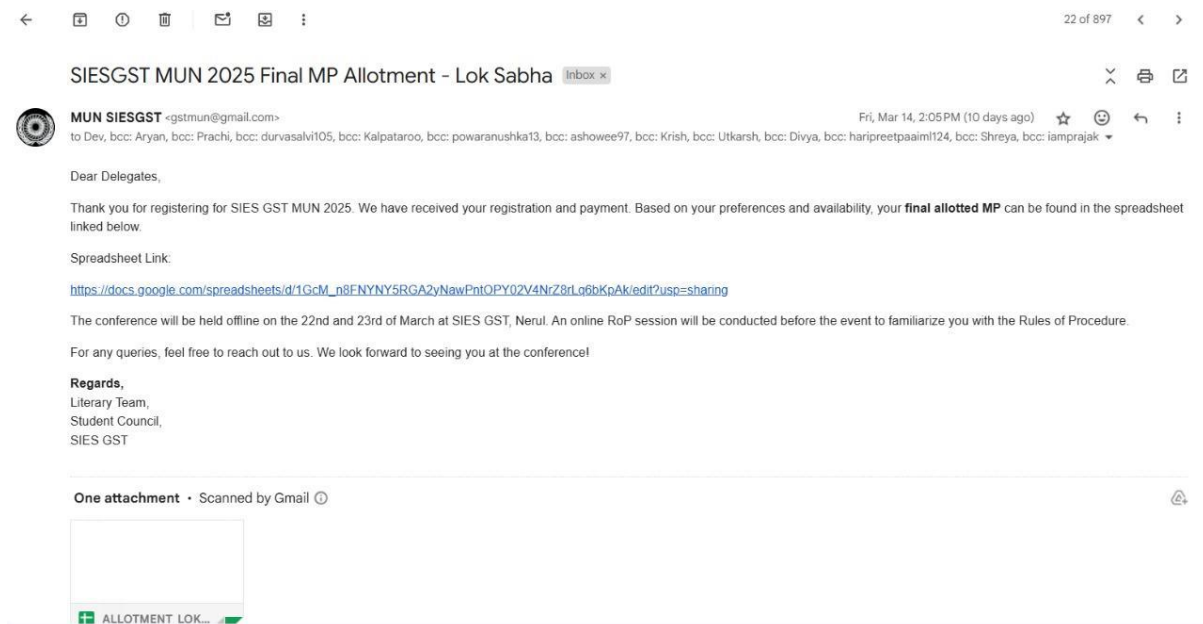 22 of 897
SIESGST MUN 2025 Final MP Allotment - Lok Sabha Inbox ×
MUN SIESGST <gstmun@gmail.com> Fri, Mar 14, 2:05 PM (10 days ago)
to Dev, bcc: Aryan, bcc: Prachi, bcc: durvasalvi105, bcc: Kalpataroo, bcc: powaranushka13, bcc: ashowee97, bcc: Krish, bcc: Utkarsh, bcc: Divya, bcc: haripreetpaaiml124, bcc: Shreya, bcc: iamprajak
Dear Delegates,
Thank you for registering for SIES GST MUN 2025. We have received your registration and payment. Based on your preferences and availability, your final allotted MP can be found in the spreadsheet
linked below.
Spreadsheet Link:
https://docs.google.com/spreadsheets/d/1GcM_n8FNYNY5RGA2yNawPntOPY02V4NrZ8rLq6bKpAk/edit?usp=sharing
The conference will be held offline on the 22nd and 23rd of March at SIES GST, Nerul. An online RoP session will be conducted before the event to familiarize you with the Rules of Procedure.
For any queries, feel free to reach out to us. We look forward to seeing you at the conference!
Regards,
Literary Team,
Student Council,
SIES GST
One attachment • Scanned by Gmail
ALLOTMENT LOK...